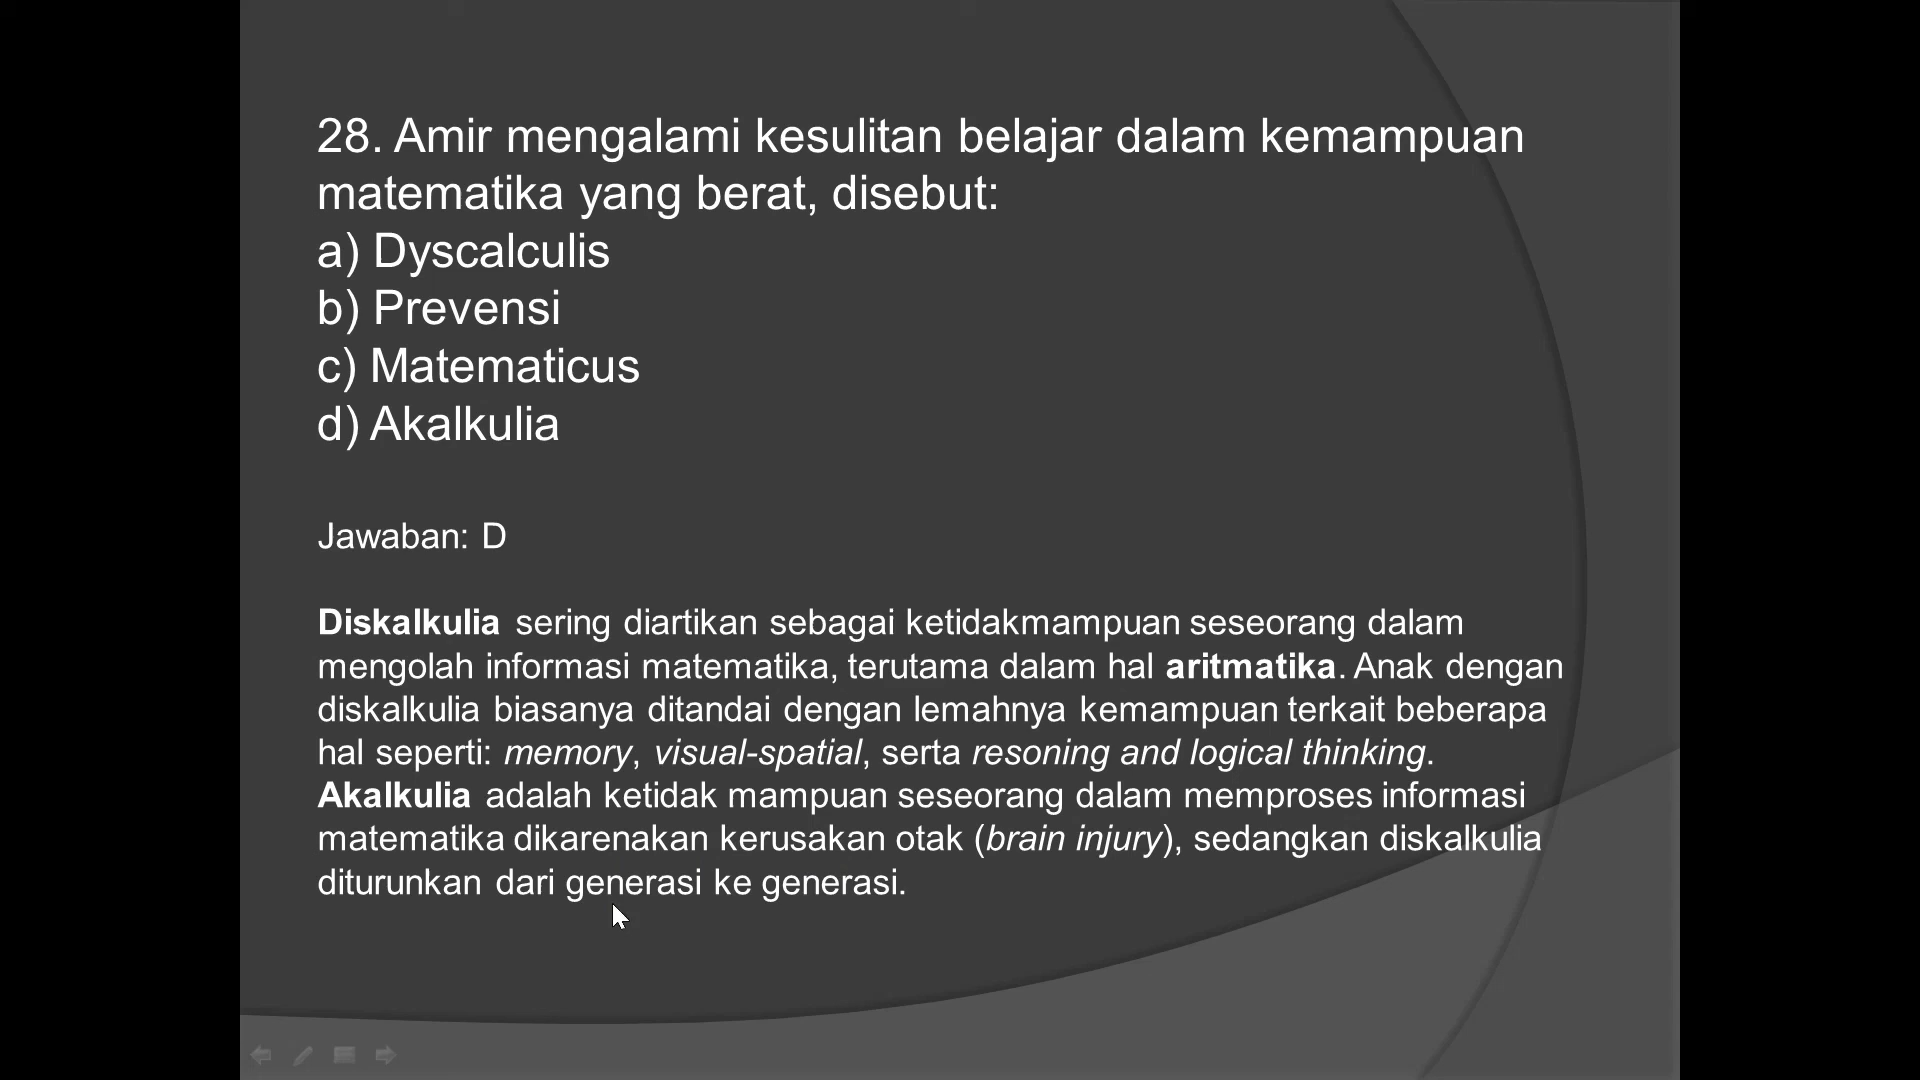 28. Amir mengalami kesulitan belajar dalam kemampuan
matematika yang berat, disebut:
a) Dyscalculis
b) Prevensi
c) Matematicus
d) Akalkulia
Jawaban: D
Diskalkulia sering diartikan sebagai ketidakmampuan seseorang dalam
mengolah informasi matematika, terutama dalam hal aritmatika. Anak dengan
diskalkulia biasanya ditandai dengan lemahnya kemampuan terkait beberapa
hal seperti: memory, visual-spatial, serta resoning and logical thinking.
Akalkulia adalah ketidak mampuan seseorang dalam memproses informasi
matematika dikarenakan kerusakan otak (brain injury), sedangkan diskalkulia
diturunkan dari generasi ke generasi.